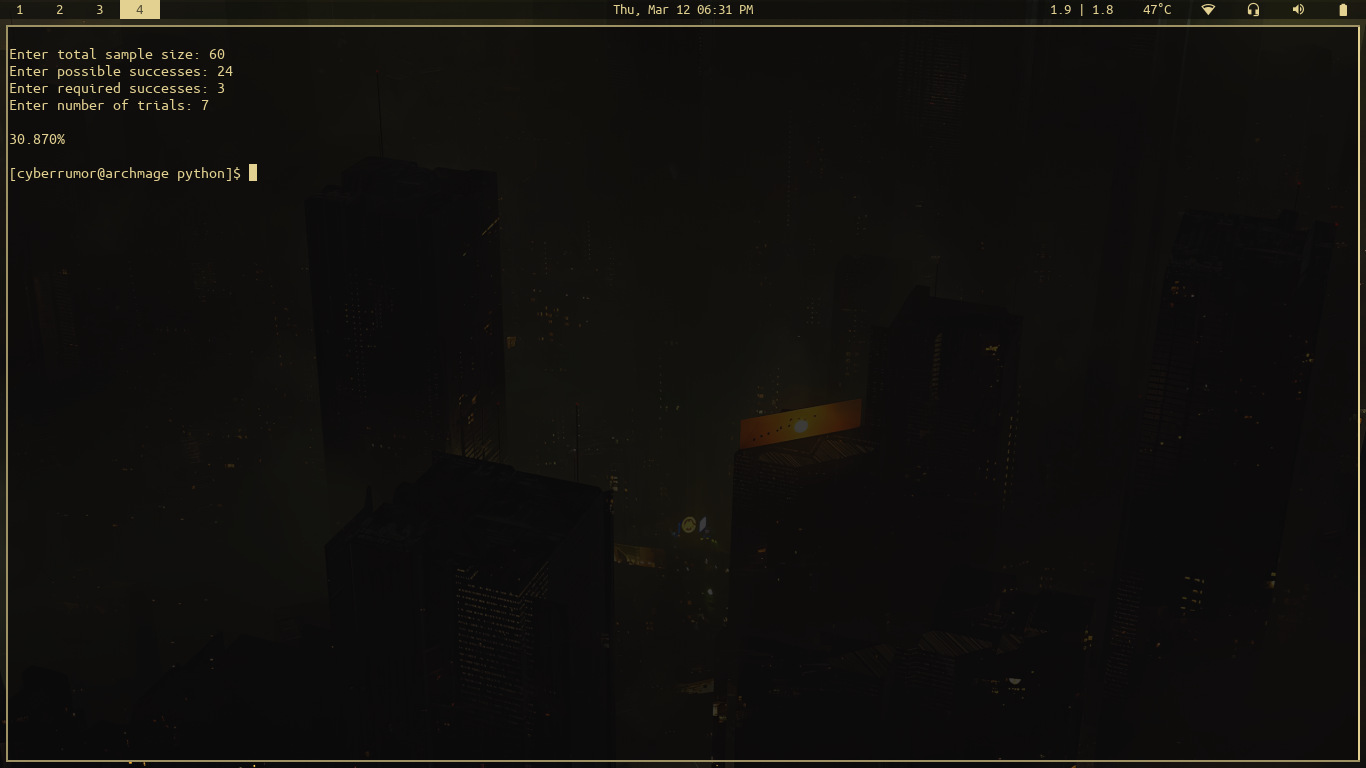 1 2 3 4 Thu, Mar 12 06:31 PM 1.9 | 1.8 47°C
Enter total sample size: 60
Enter possible successes: 24
Enter required successes: 3
Enter number of trials: 7
30.870%
[cyberrumor@archmage python]$